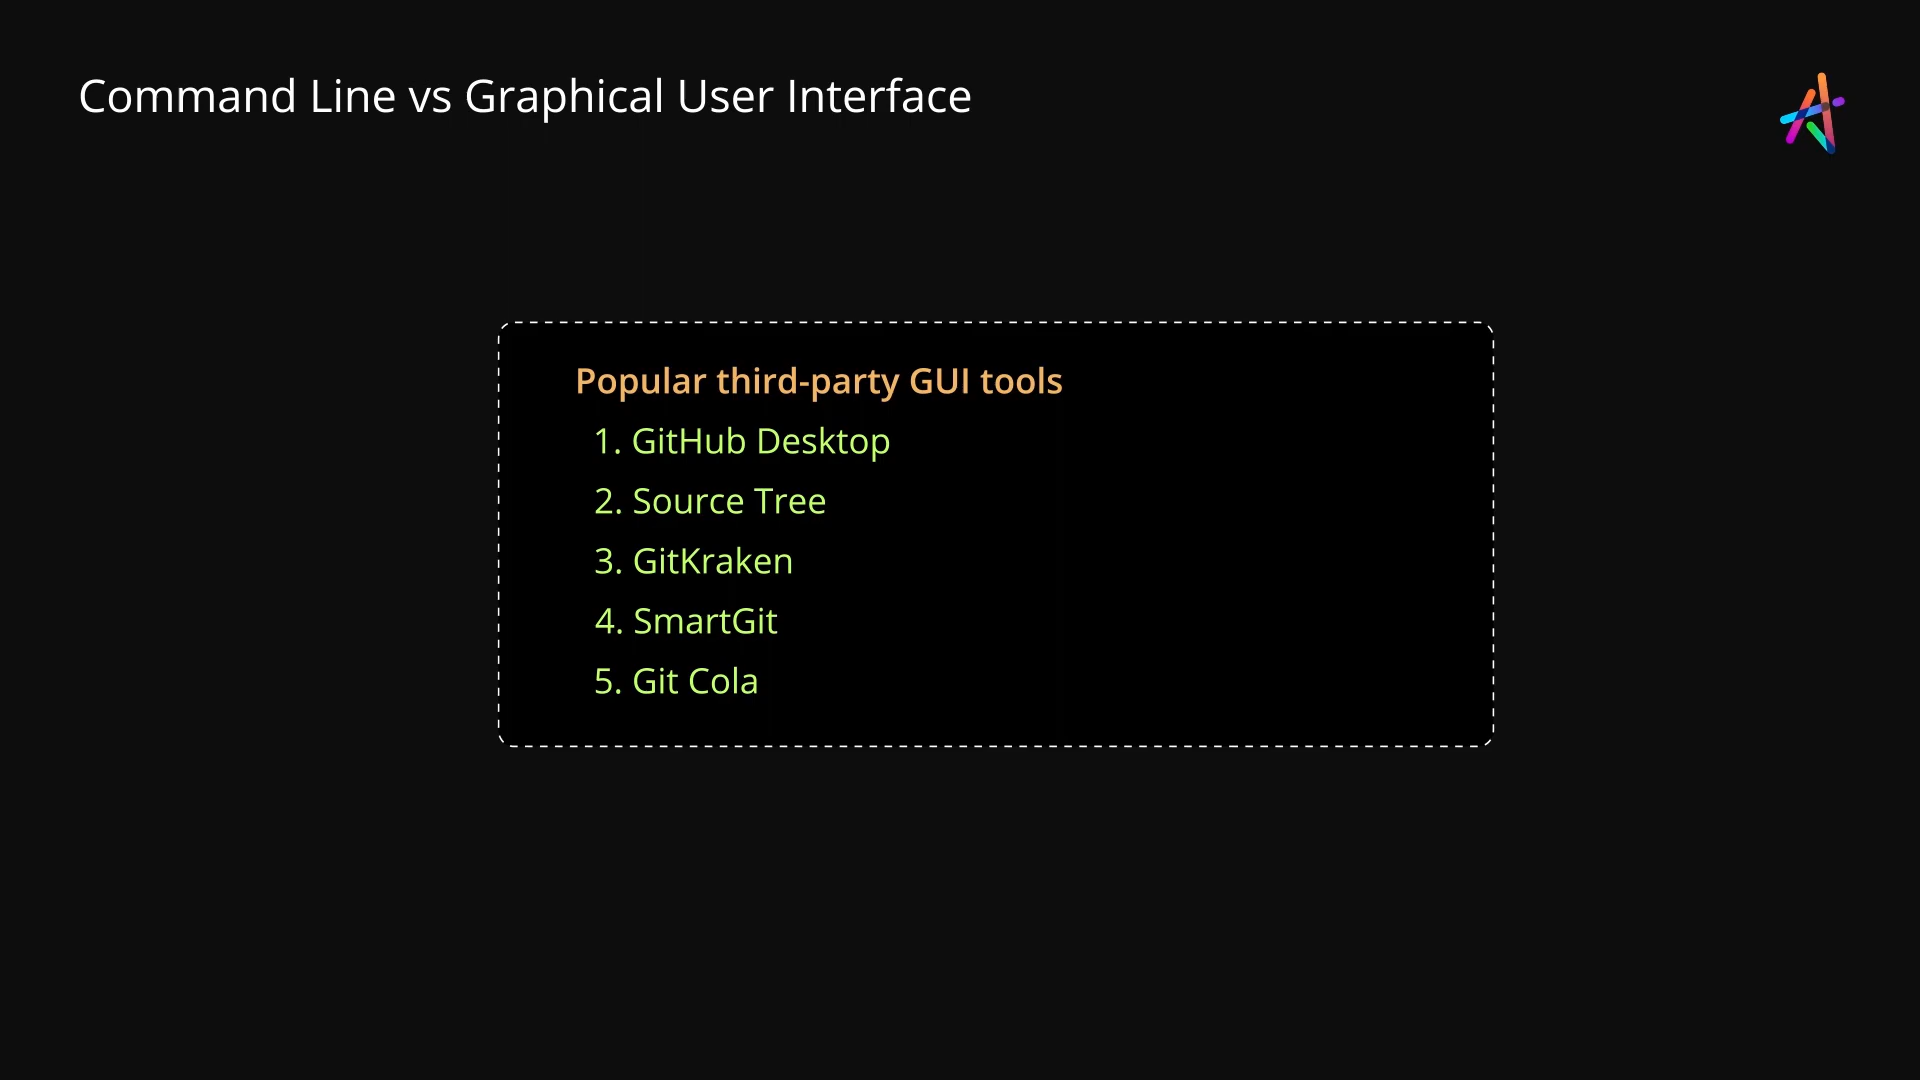 Command Line vs Graphical User Interface
Popular third-party GUI tools
1. GitHub Desktop
2. Source Tree
3. GitKraken
4. SmartGit
5. Git Cola